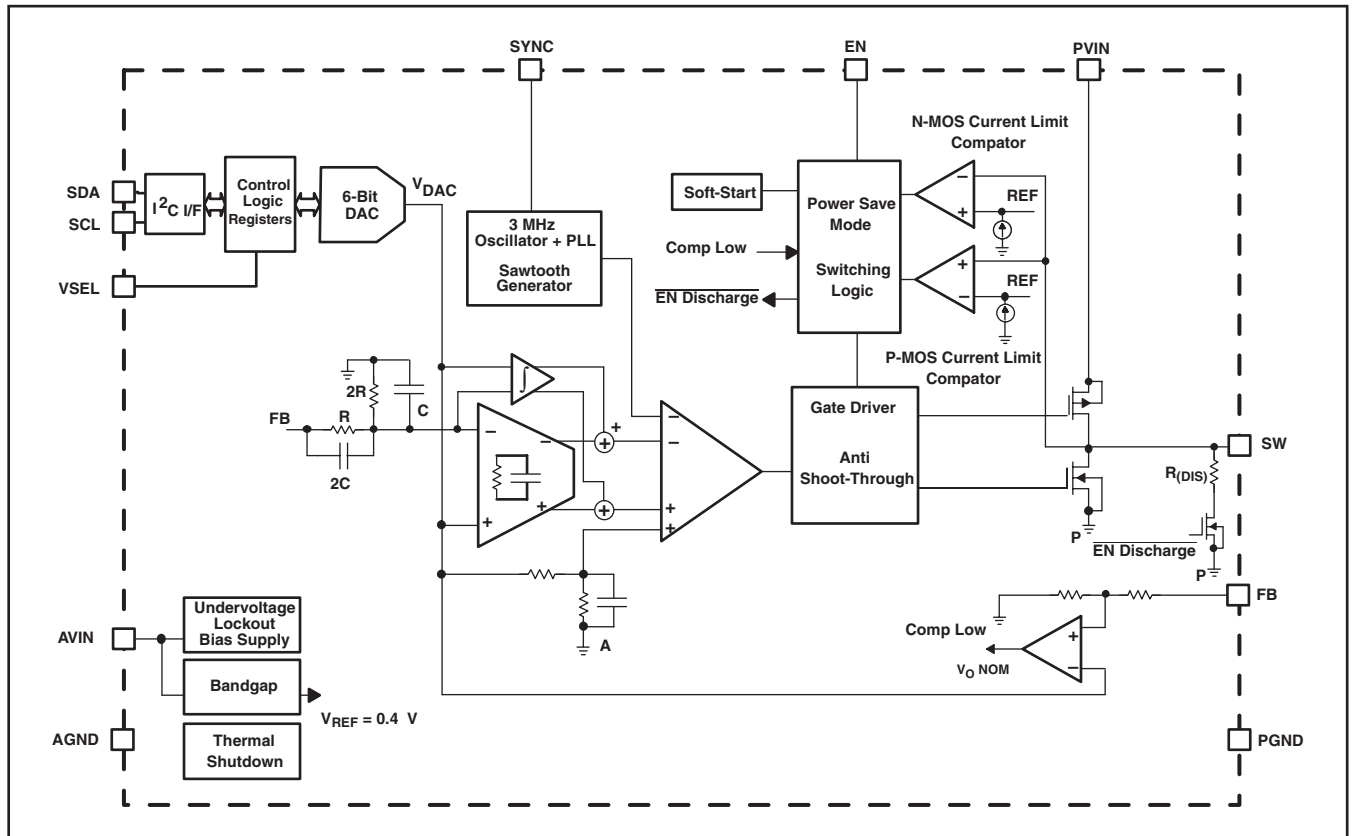 SYNC
EN
PVIN
N-MOS Current Limit
Compator
SDA
SCL
VSEL
I²C I/F
Control
Logic
Registers
6-Bit
DAC
VDAC
Soft-Start
3 MHz
Oscillator + PLL
Sawtooth
Generator
Power Save
Mode
Switching
Logic
Comp Low
EN Discharge
−
+
REF
+
−
REF
P-MOS Current Limit
Compator
2R
C
FB
R
2C
∫
−
+
−
+
+
+
+
−
−
+
+
A
Gate Driver
Anti
Shoot-Through
SW
R(DIS)
P
EN Discharge
P
FB
Comp Low
VO NOM
+
−
AVIN
Undervoltage
Lockout
Bias Supply
Bandgap
VREF = 0.4 V
AGND
Thermal
Shutdown
PGND